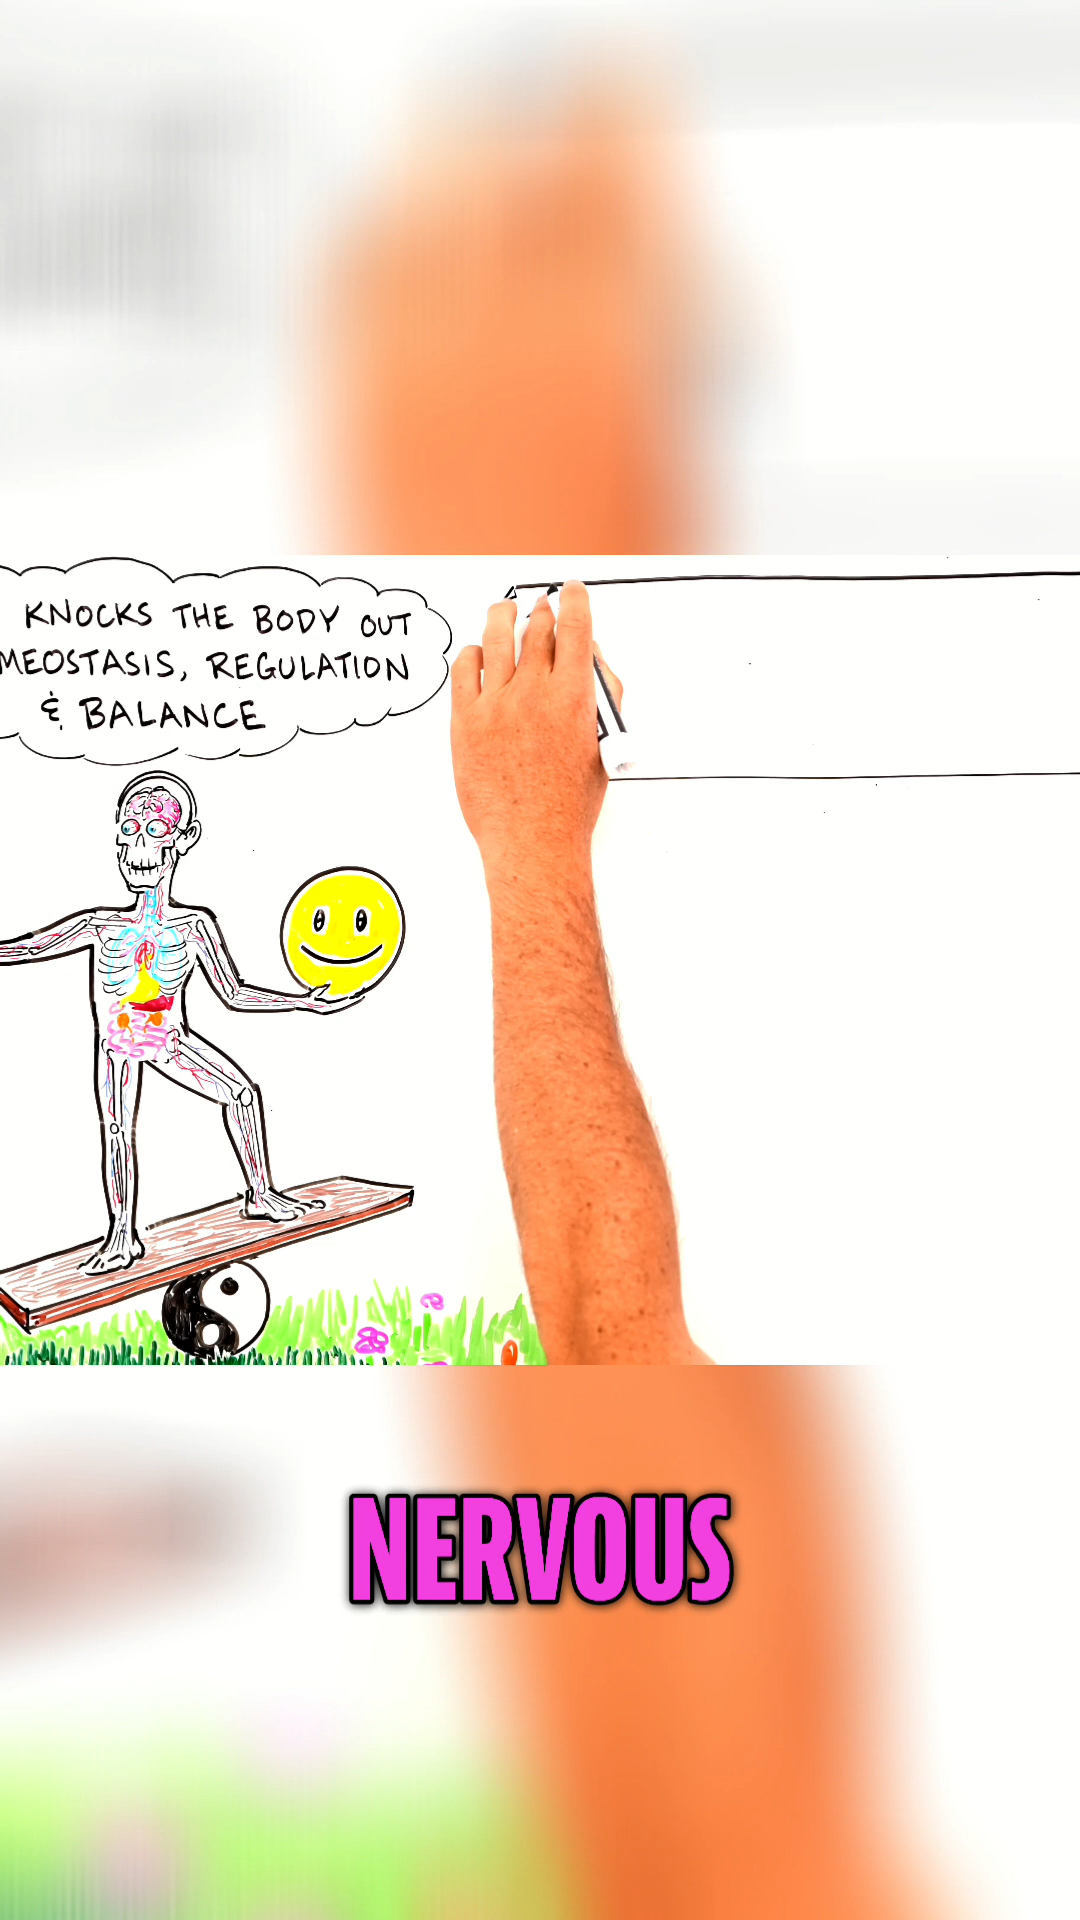 KNOCKS THE BODY OUT
MEOSTASIS, REGULATION
& BALANCE
NERVOUS